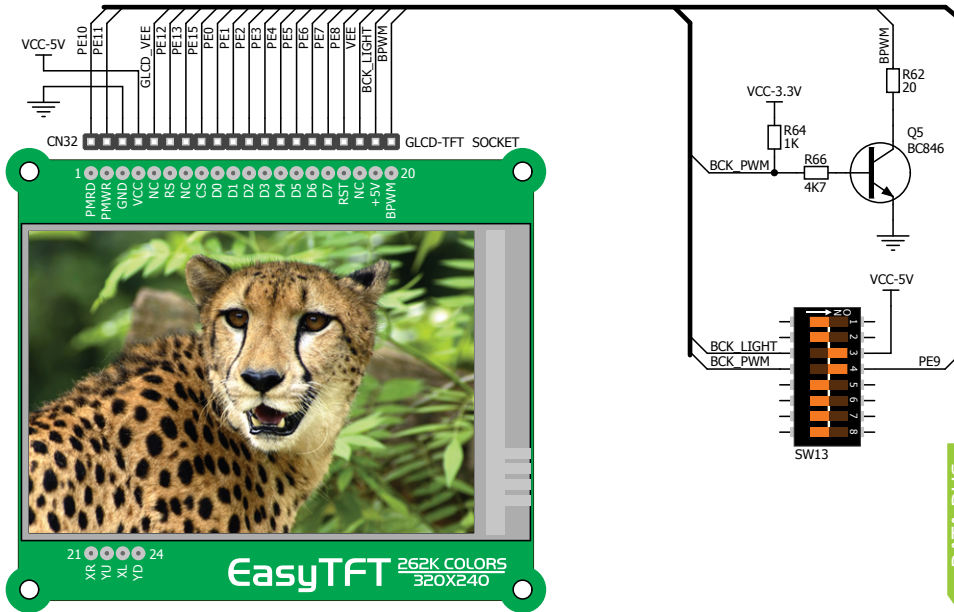 VCC-5V
PE10
PE11
GLCD_VEE
PE12
PE13
PE15
PE0
PE1
PE2
PE3
PE4
PE5
PE6
PE7
PE8
VEE
BCK_LIGHT
BPWM
CN32
GLCD-TFT SOCKET
1
20
PMRD
PMWR
GND
VCC
NC
RS
NC
CS
D0
D1
D2
D3
D4
D5
D6
D7
RST
NC
+5V
BPWM
21
24
XR
YU
XL
YD
EasyTFT
262K COLORS
320X240
BPWM
R62
20
VCC-3.3V
R64
1K
Q5
BC846
BCK_PWM
R66
4K7
VCC-5V
ON
1
2
3
4
5
6
7
8
BCK_LIGHT
BCK_PWM
PE9
SW13